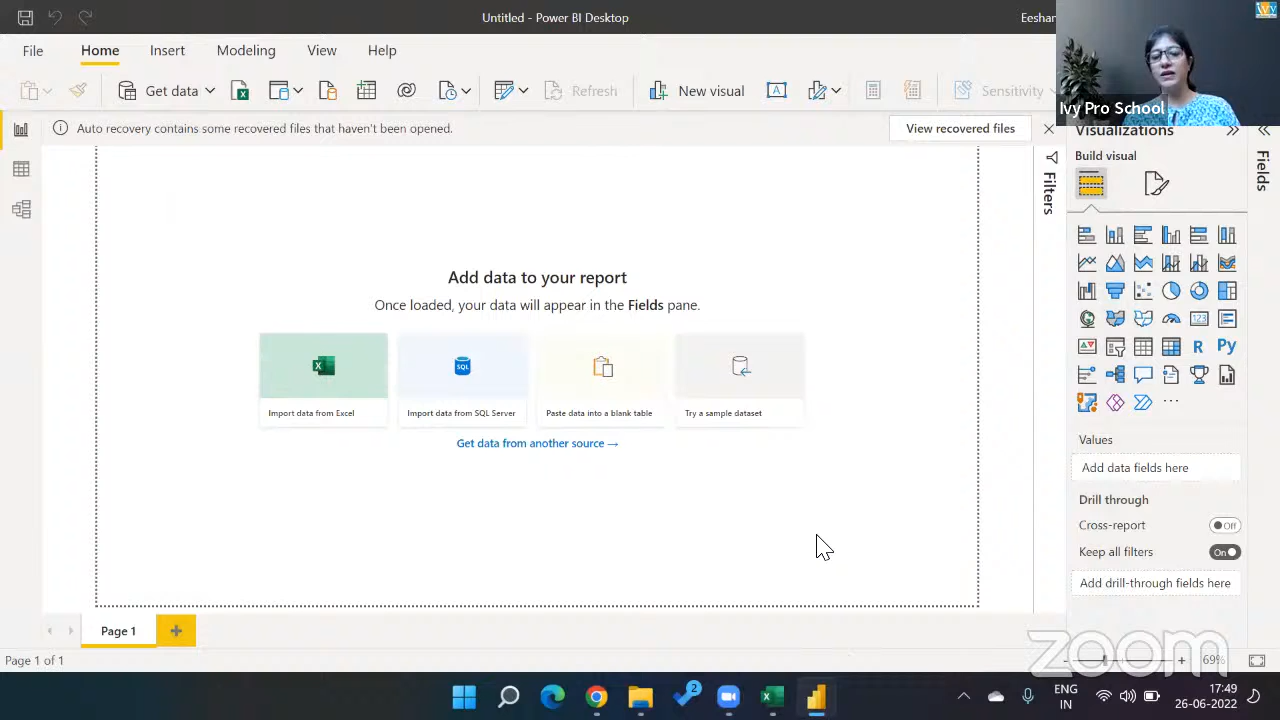 Untitled - Power BI Desktop
Eeshan
File Home Insert Modeling View Help
Get data
Refresh
New visual
Sensitivity
Ivy Pro School
Auto recovery contains some recovered files that haven't been opened.
View recovered files
Visualizations
Build visual
Filters
Fields
Add data to your report
Once loaded, your data will appear in the Fields pane.
SQL
Import data from Excel
Import data from SQL Server
Paste data into a blank table
Try a sample dataset
Get data from another source →
123
R
Py
...
Values
Add data fields here
Drill through
Cross-report
Off
Keep all filters
On
Add drill-through fields here
Page 1
Page 1 of 1
zoom
69%
2
ENG
IN
17:49
26-06-2022